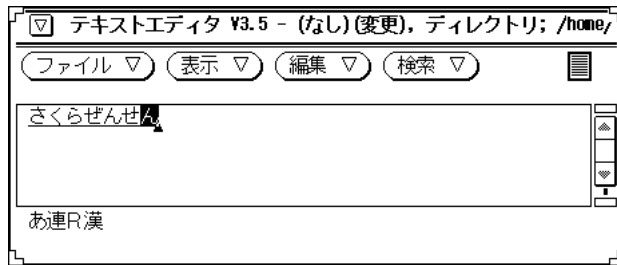 テキストエディタ V3.5 - (なし)(変更), ディレクトリ; /home/
ファイル ▽ 表示 ▽ 編集 ▽ 検索 ▽
さくらぜんせん
あ連R漢